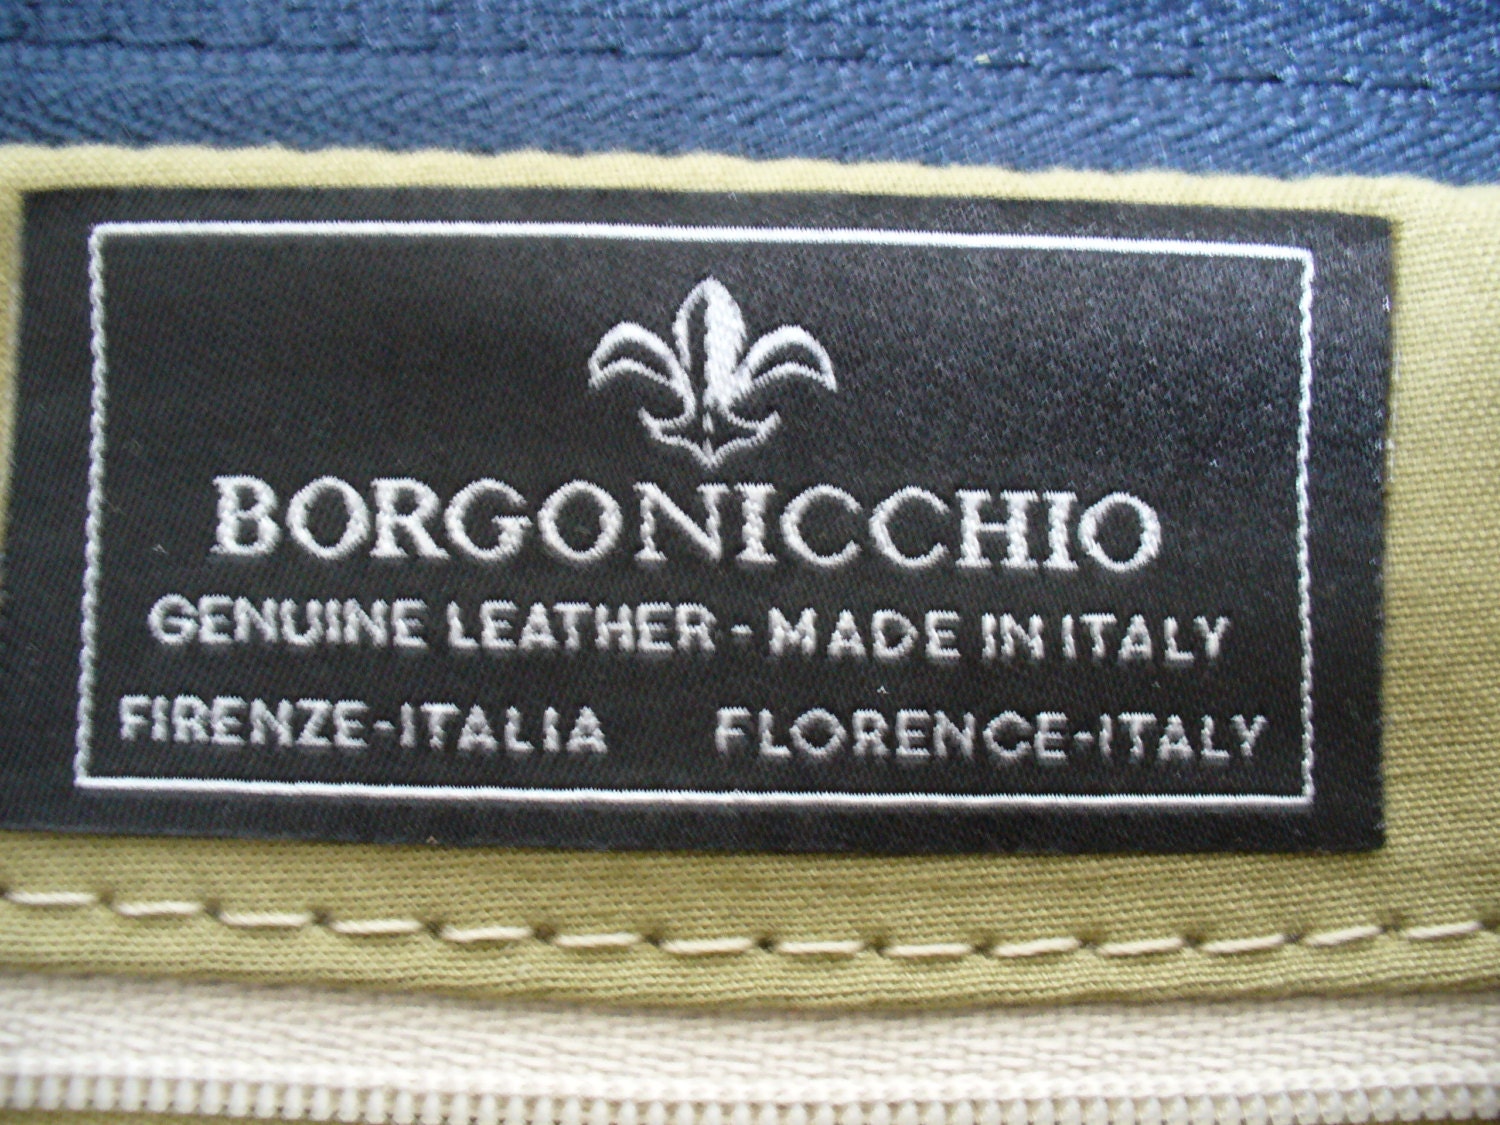 BORGONICCHIO
GENUINE LEATHER - MADE IN ITALY
FIRENZE-ITALIA FLORENCE-ITALY